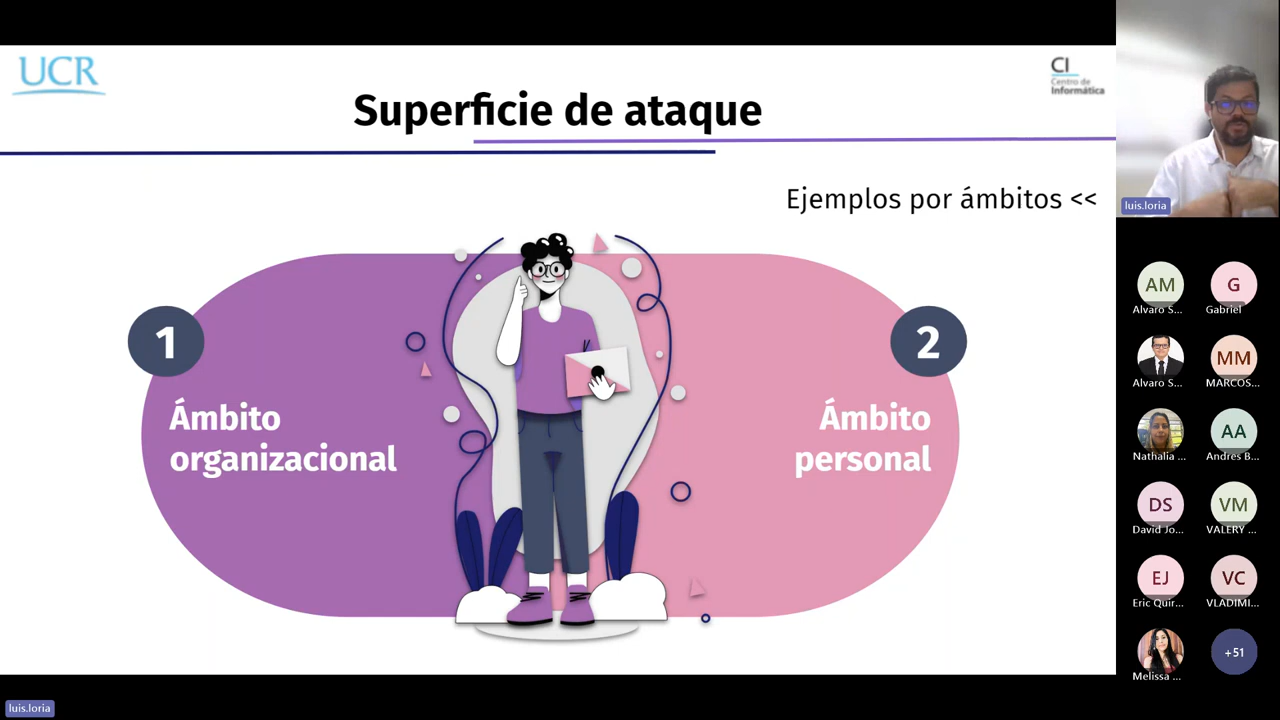 UCR
CI
Centro de
Informática
Superficie de ataque
Ejemplos por ámbitos <<
1
Ámbito
organizacional
2
Ámbito
personal
luis.loria
AM
Alvaro S...
G
Gabriel
Alvaro S...
MM
MARCOS...
Nathalia ...
AA
Andres B...
DS
David Jo...
VM
VALERY ...
EJ
Eric Quir...
VC
VLADIMI...
Melissa ...
+51
luis.loria